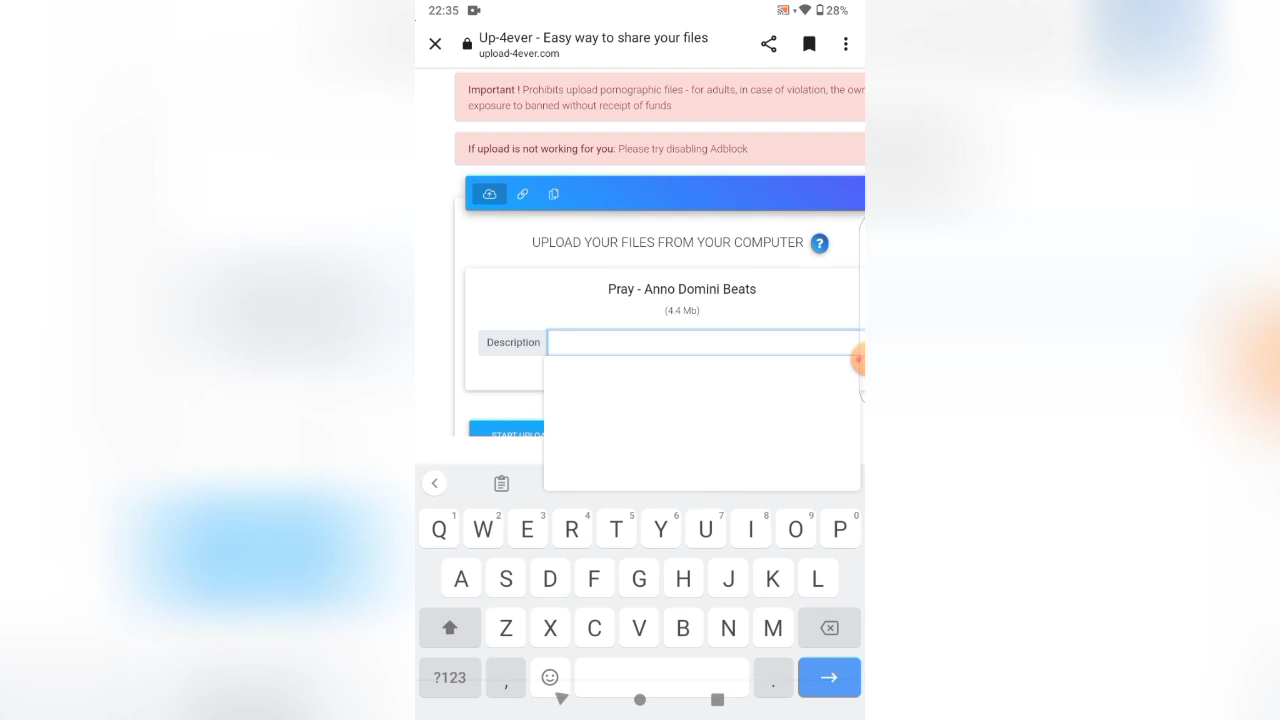 22:35 28%
Up-4ever - Easy way to share your files
upload-4ever.com
Important ! Prohibits upload pornographic files - for adults, in case of violation, the own
exposure to banned without receipt of funds
If upload is not working for you: Please try disabling Adblock
UPLOAD YOUR FILES FROM YOUR COMPUTER ?
Pray - Anno Domini Beats
(4.4 Mb)
Description
START UPLOA
1 2 3 4 5 6 7 8 9 0
Q W E R T Y U I O P
A S D F G H J K L
Z X C V B N M
?123 , .